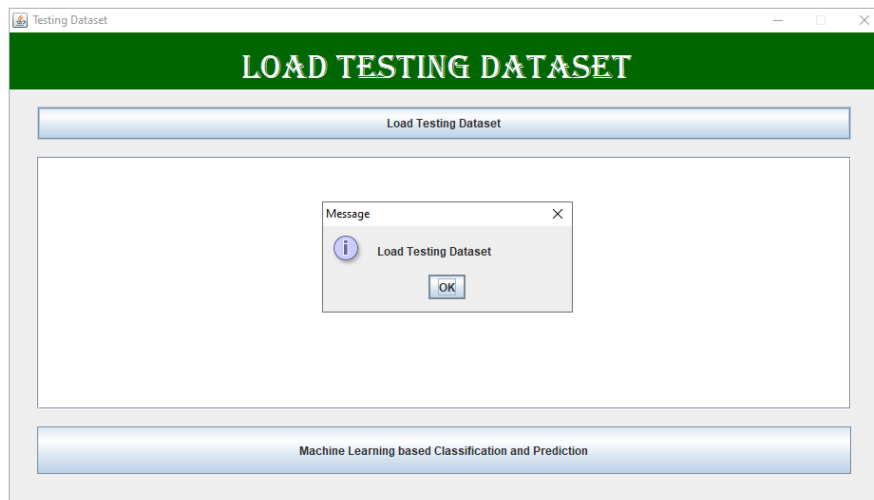 Testing Dataset
LOAD TESTING DATASET
Load Testing Dataset
Message
i
Load Testing Dataset
OK
Machine Learning based Classification and Prediction